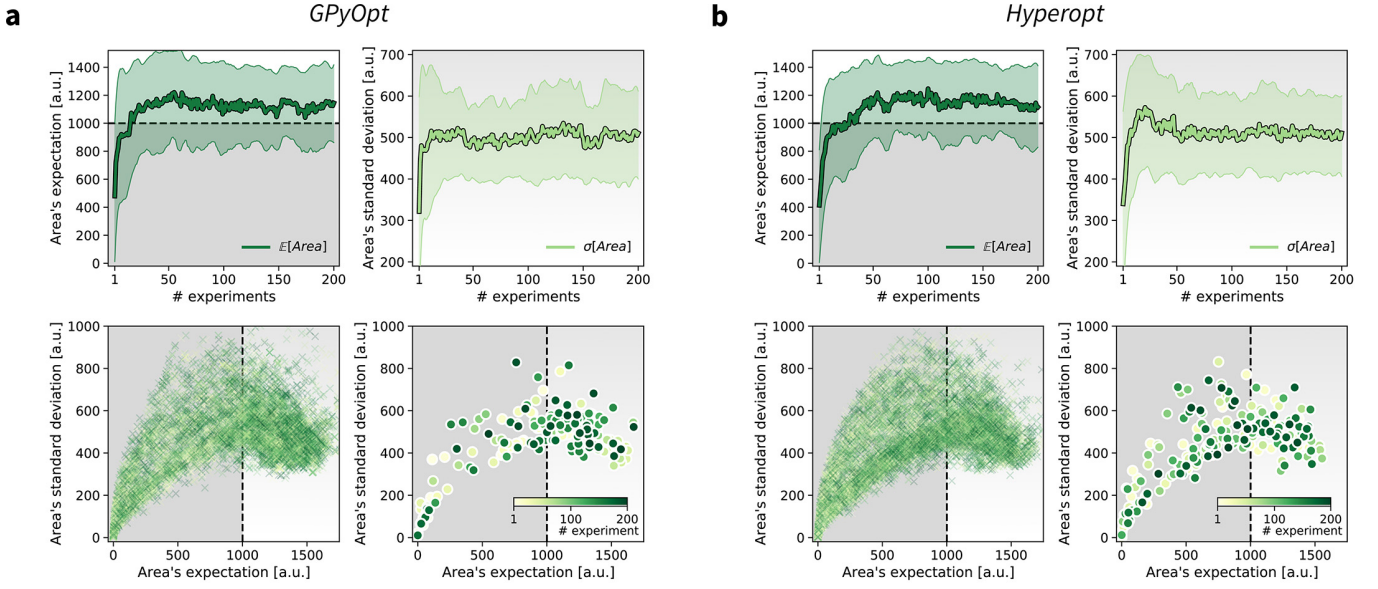 a
GPyOpt
Area's expectation [a.u.]
1400
1200
1000
800
600
400
200
0
1 50 100 150 200
# experiments
𝔼[Area]
Area's standard deviation [a.u.]
700
600
500
400
300
200
1 50 100 150 200
# experiments
σ[Area]
Area's standard deviation [a.u.]
1000
800
600
400
200
0
0 500 1000 1500
Area's expectation [a.u.]
Area's standard deviation [a.u.]
1000
800
600
400
200
0
1 100 200
# experiment
0 500 1000 1500
Area's expectation [a.u.]
b
Hyperopt
Area's expectation [a.u.]
1400
1200
1000
800
600
400
200
0
1 50 100 150 200
# experiments
𝔼[Area]
Area's standard deviation [a.u.]
700
600
500
400
300
200
1 50 100 150 200
# experiments
σ[Area]
Area's standard deviation [a.u.]
1000
800
600
400
200
0
0 500 1000 1500
Area's expectation [a.u.]
Area's standard deviation [a.u.]
1000
800
600
400
200
0
1 100 200
# experiment
0 500 1000 1500
Area's expectation [a.u.]